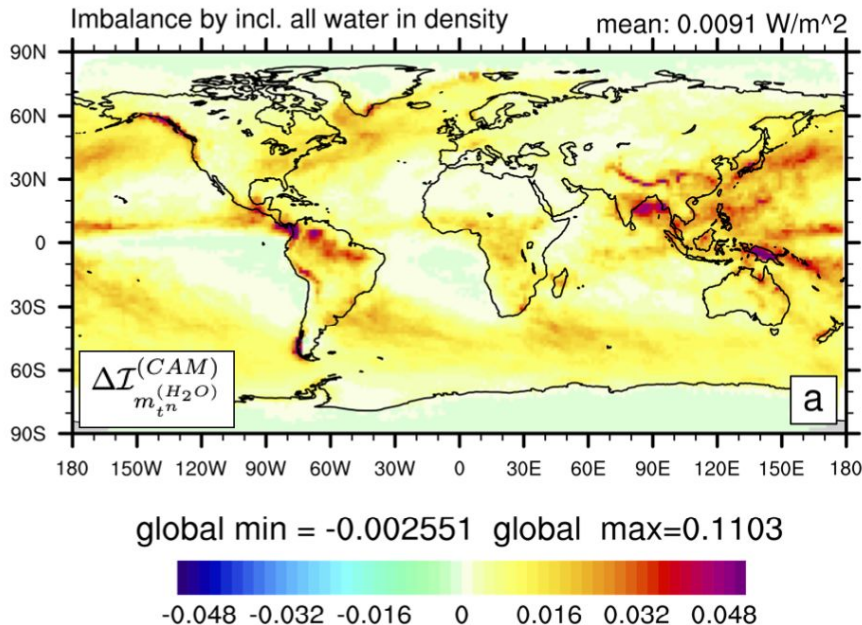 Imbalance by incl. all water in density mean: 0.0091 W/m^2
90N
60N
30N
0
30S
60S
90S
ΔI^{(CAM)}_{m_{t^n}^{(H_2O)}}
a
180 150W 120W 90W 60W 30W 0 30E 60E 90E 120E 150E 180
global min = -0.002551 global max=0.1103
-0.048 -0.032 -0.016 0 0.016 0.032 0.048